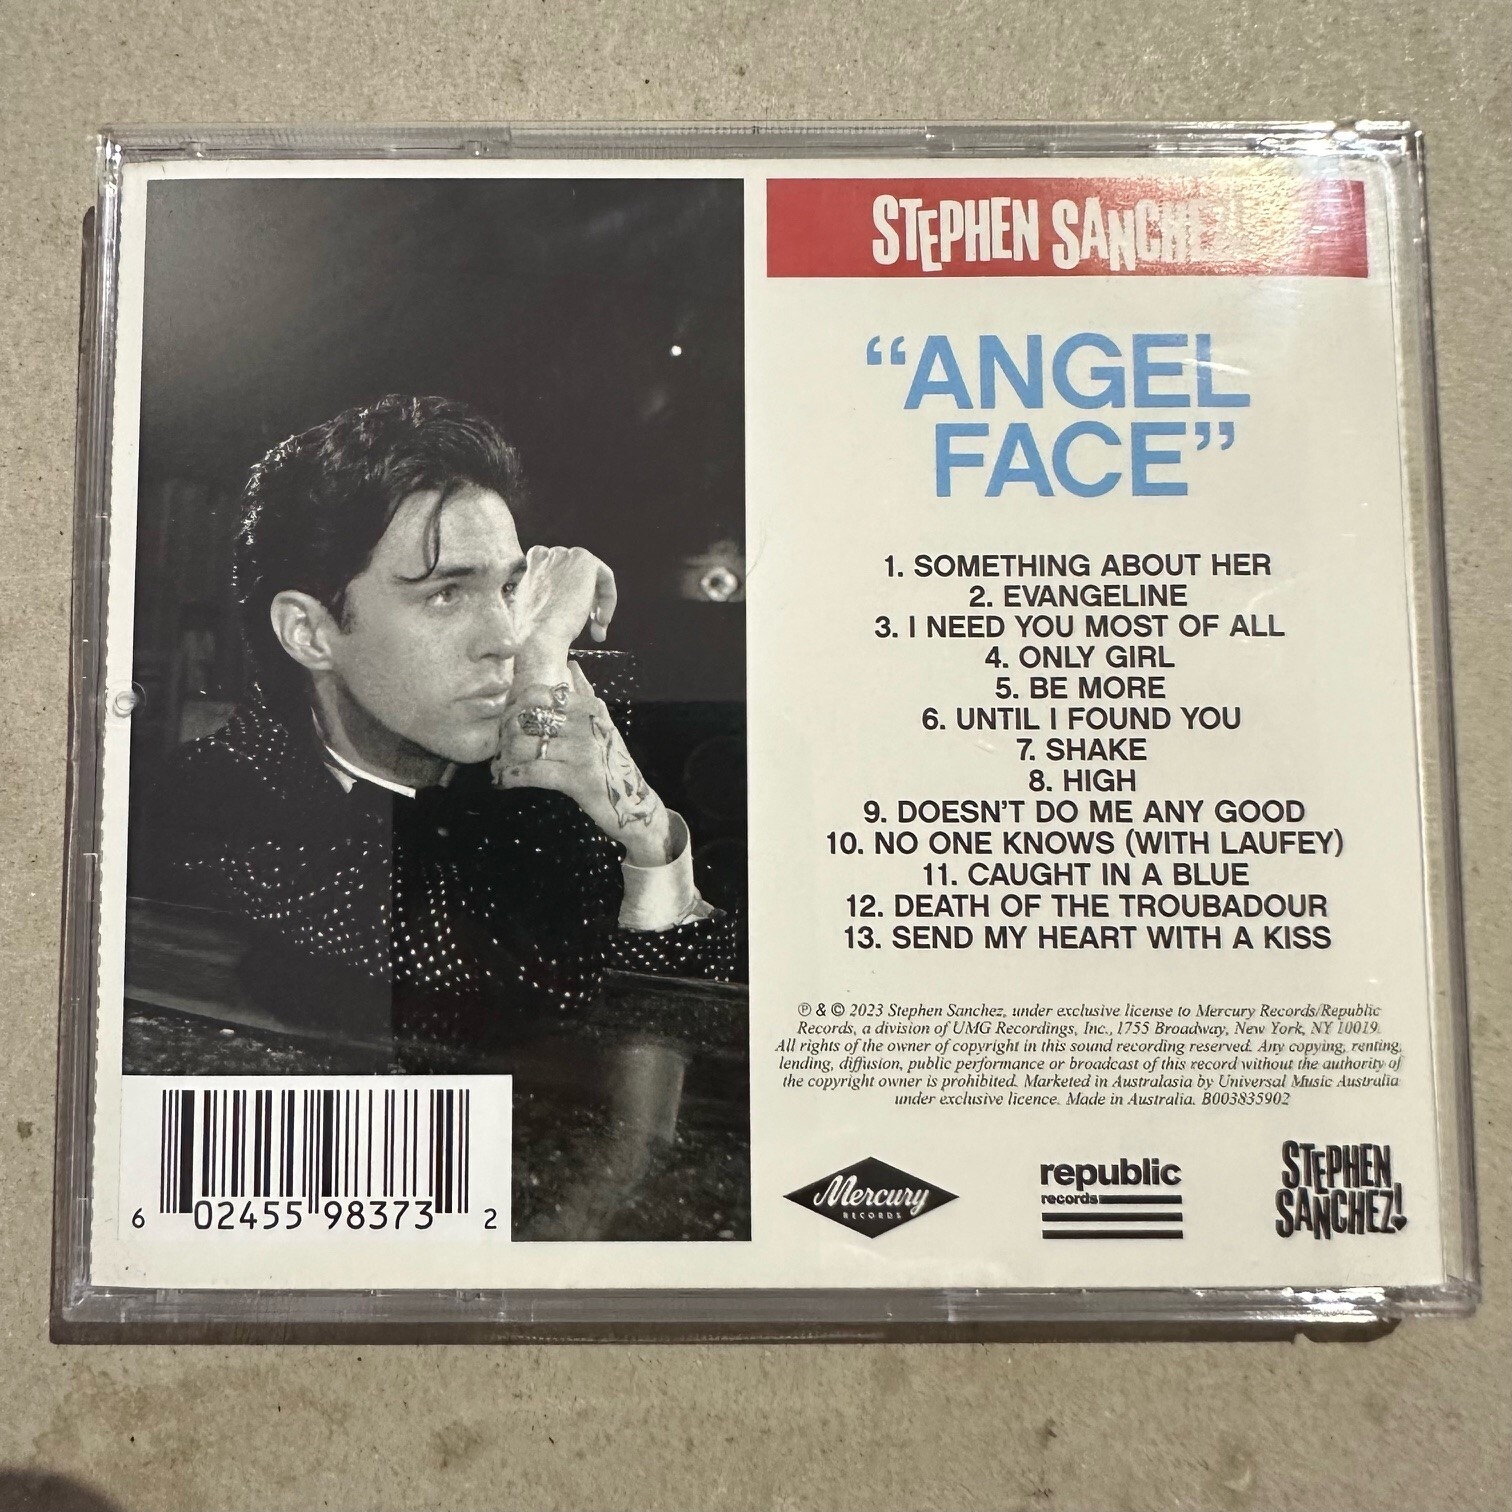 STEPHEN SANCHEZ
“ANGEL
FACE”
1. SOMETHING ABOUT HER
2. EVANGELINE
3. I NEED YOU MOST OF ALL
4. ONLY GIRL
5. BE MORE
6. UNTIL I FOUND YOU
7. SHAKE
8. HIGH
9. DOESN'T DO ME ANY GOOD
10. NO ONE KNOWS (WITH LAUFEY)
11. CAUGHT IN A BLUE
12. DEATH OF THE TROUBADOUR
13. SEND MY HEART WITH A KISS
℗ & © 2023 Stephen Sanchez, under exclusive license to Mercury Records/Republic
Records, a division of UMG Recordings, Inc., 1755 Broadway, New York, NY 10019.
All rights of the owner of copyright in this sound recording reserved. Any copying, renting,
lending, diffusion, public performance or broadcast of this record without the authority of
the copyright owner is prohibited. Marketed in Australasia by Universal Music Australia
under exclusive licence. Made in Australia. B003835902
6 02455 98373 2
Mercury
RECORDS
republic
records
STEPHEN
SANCHEZ!